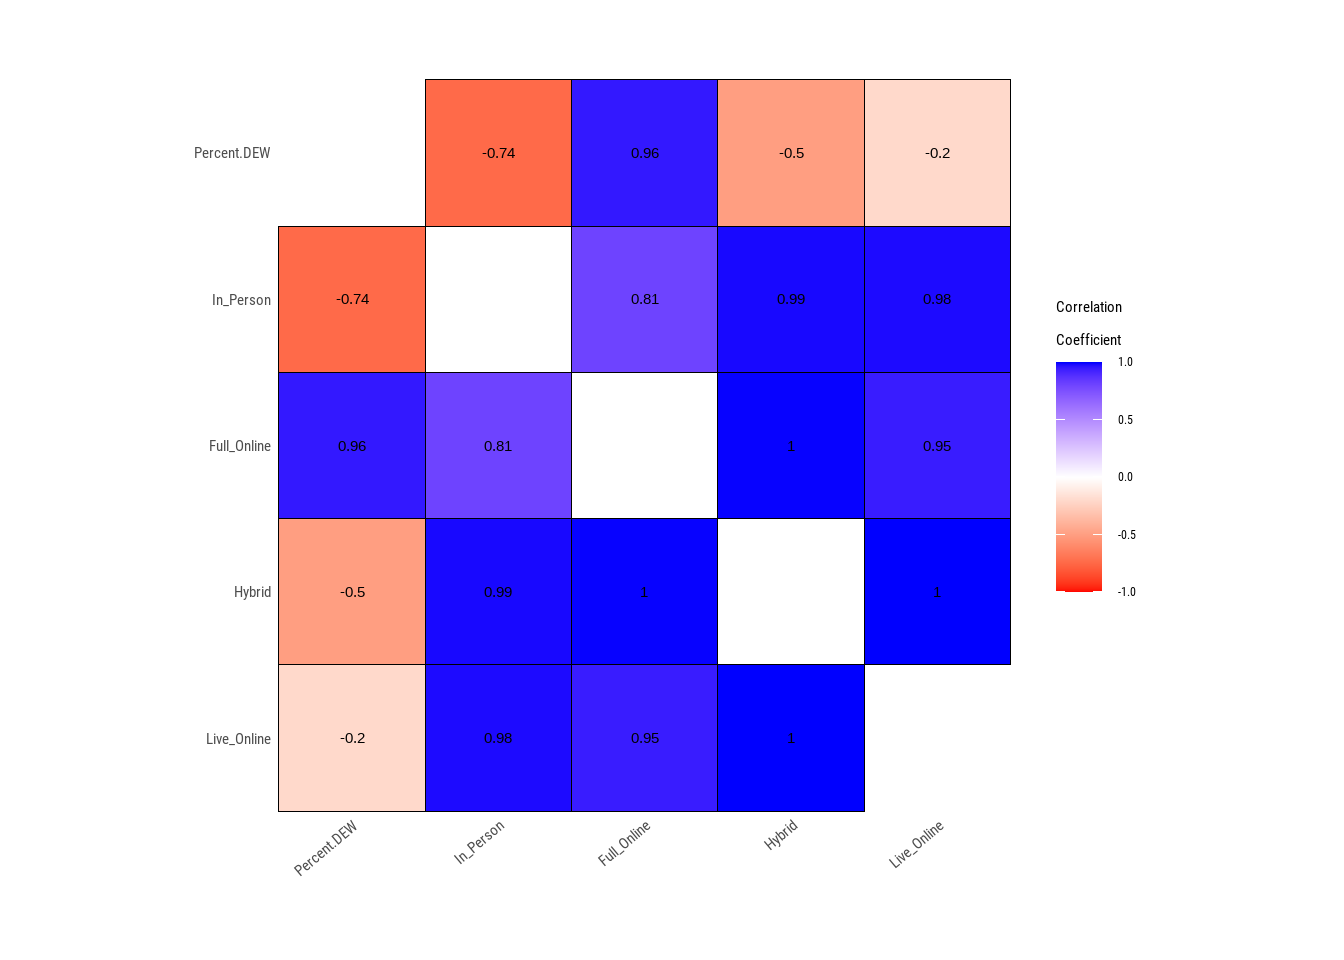 Percent.DEW -0.74 0.96 -0.5 -0.2
In_Person -0.74 0.81 0.99 0.98
Full_Online 0.96 0.81 1 0.95
Hybrid -0.5 0.99 1 1
Live_Online -0.2 0.98 0.95 1
Percent.DEW In_Person Full_Online Hybrid Live_Online
Correlation
Coefficient
1.0
0.5
0.0
-0.5
-1.0